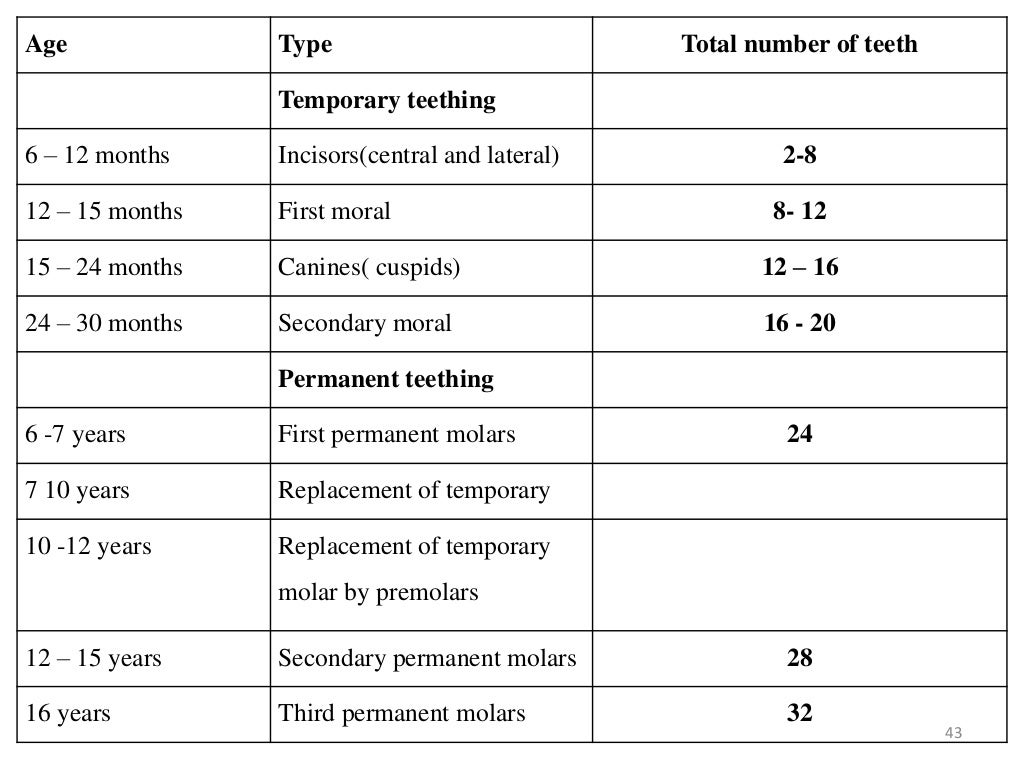 Age Type Total number of teeth
Temporary teething
6 – 12 months Incisors(central and lateral) 2-8
12 – 15 months First moral 8- 12
15 – 24 months Canines( cuspids) 12 – 16
24 – 30 months Secondary moral 16 - 20
Permanent teething
6 -7 years First permanent molars 24
7 10 years Replacement of temporary
10 -12 years Replacement of temporary
molar by premolars
12 – 15 years Secondary permanent molars 28
16 years Third permanent molars 32
43